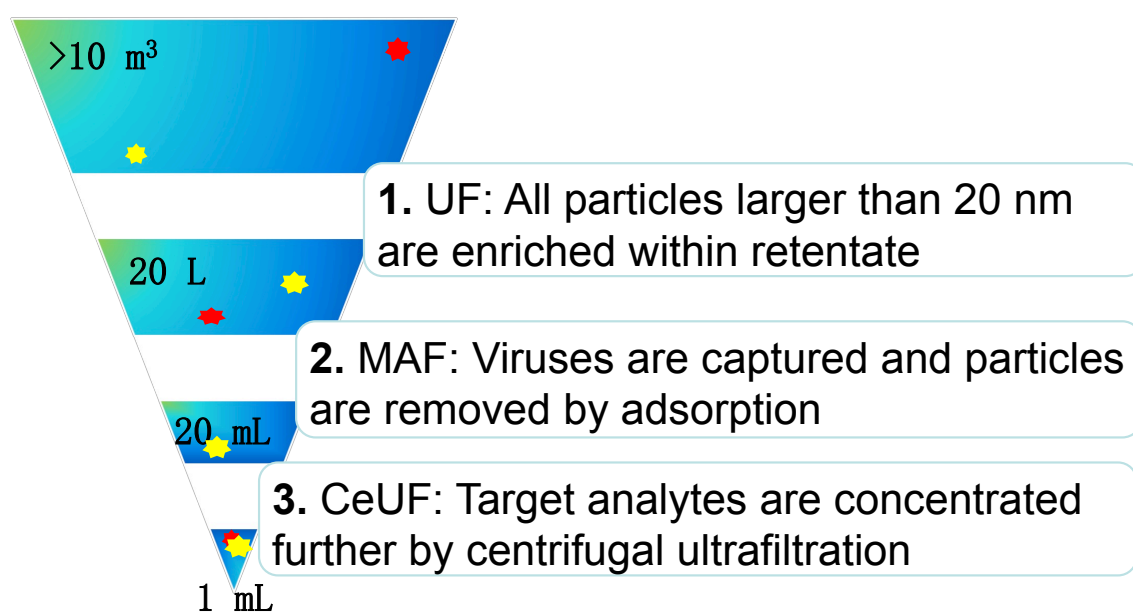 >10 m³
1. UF: All particles larger than 20 nm
are enriched within retentate
20 L
2. MAF: Viruses are captured and particles
are removed by adsorption
20 mL
3. CeUF: Target analytes are concentrated
further by centrifugal ultrafiltration
1 mL